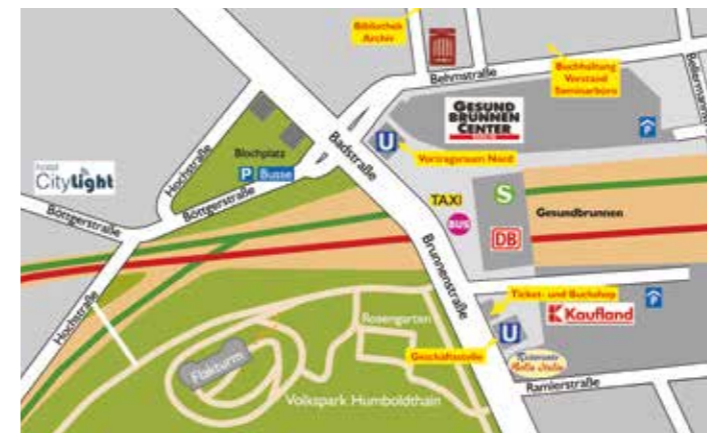 Bibliothek
Archiv
Behmstraße
Buchhaltung
Vorstand
Seminarbüro
Bellermannstr
GESUND
BRUNNEN
CENTER
U
Vortragsraum Nord
P
Badstraße
Blochplatz
P Busse
Hochstraße
hotel
Citylight
Böttgerstraße
Böttgerstraße
TAXI
BUS
S
DB
Gesundbrunnen
Brunnenstraße
Hochstraße
Ticket- und Buchshop
Kaufland
P
Rosengarten
U
Geschäftsstelle
Flakturm
Ristorante
Bella Italia
Ramlerstraße
Volkspark Humboldthain